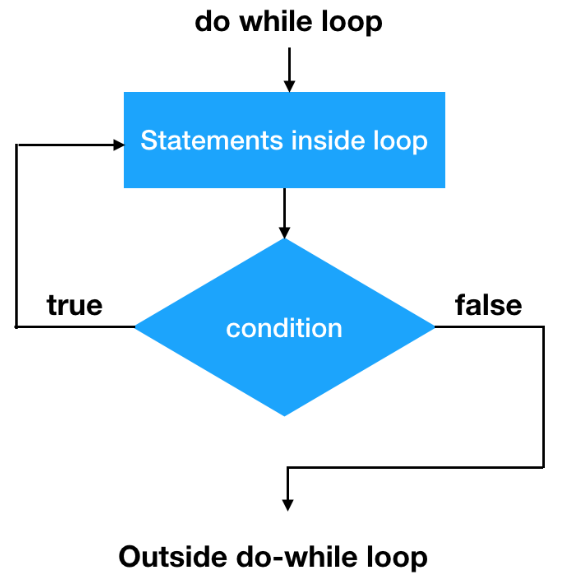 do while loop
Statements inside loop
condition
true
false
Outside do-while loop